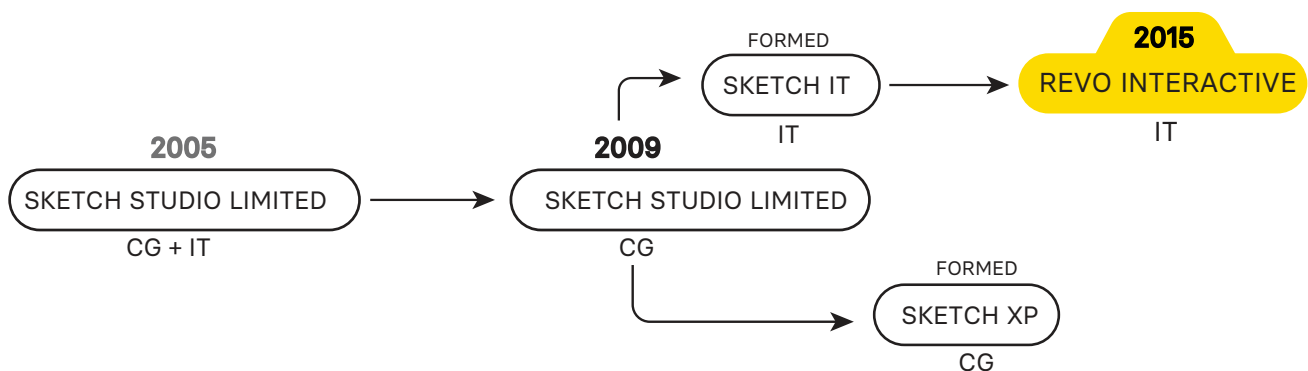 2005
SKETCH STUDIO LIMITED
CG + IT
2009
SKETCH STUDIO LIMITED
CG
FORMED
SKETCH IT
IT
2015
REVO INTERACTIVE
IT
FORMED
SKETCH XP
CG